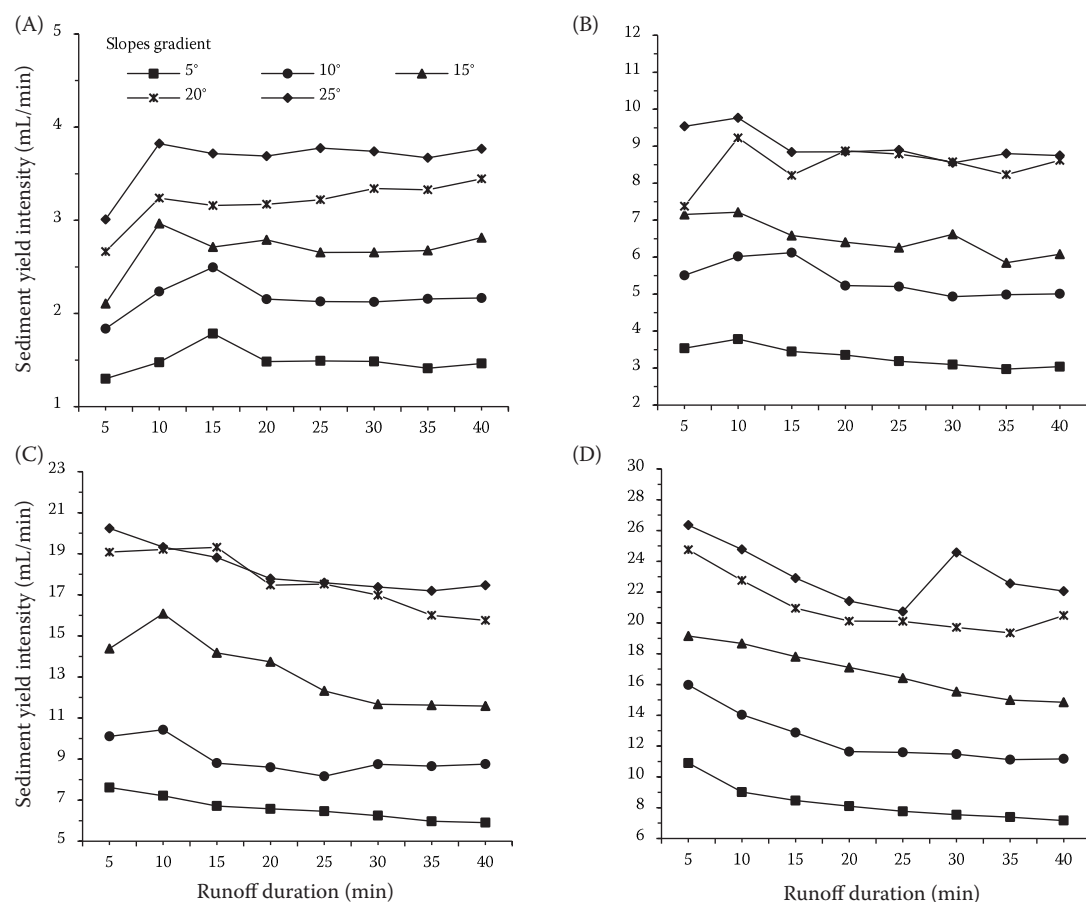 (A)
Sediment yield intensity (mL/min)
5
4
3
2
1
Slopes gradient
5° 10° 15°
20° 25°
5 10 15 20 25 30 35 40
(B)
12
11
10
9
8
7
6
5
4
3
2
5 10 15 20 25 30 35 40
(C)
Sediment yield intensity (mL/min)
23
21
19
17
15
13
11
9
7
5
5 10 15 20 25 30 35 40
Runoff duration (min)
(D)
30
28
26
24
22
20
18
16
14
12
10
8
6
5 10 15 20 25 30 35 40
Runoff duration (min)